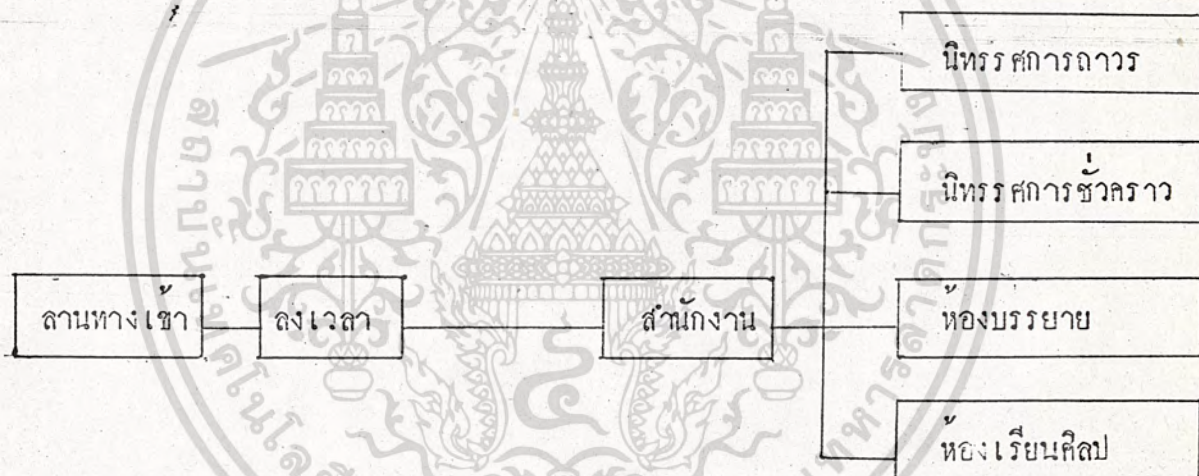 นิทรรศการถาวร
นิทรรศการชั่วคราว
ลานทางเข้า ลงเวลา สำนักงาน ห้องบรรยาย
ห้องเรียนศิลป